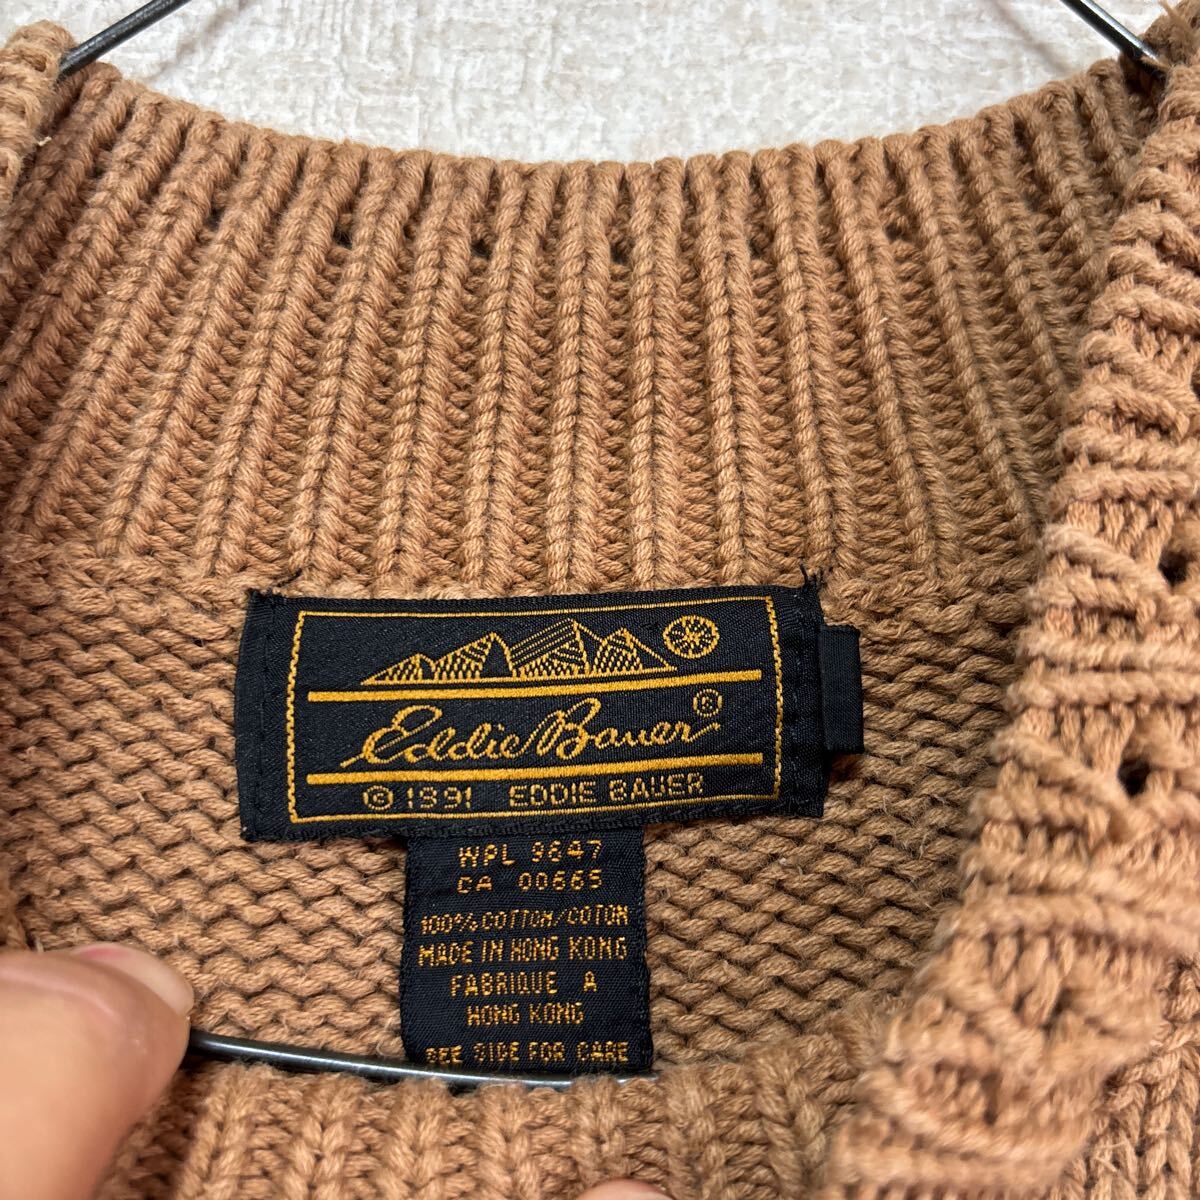 Eddie Bauer®
© 1991 EDDIE BAUER
WPL 9647
CA 00665
100% COTTON/COTON
MADE IN HONG KONG
FABRIQUE A
HONG KONG
SEE SIDE FOR CARE